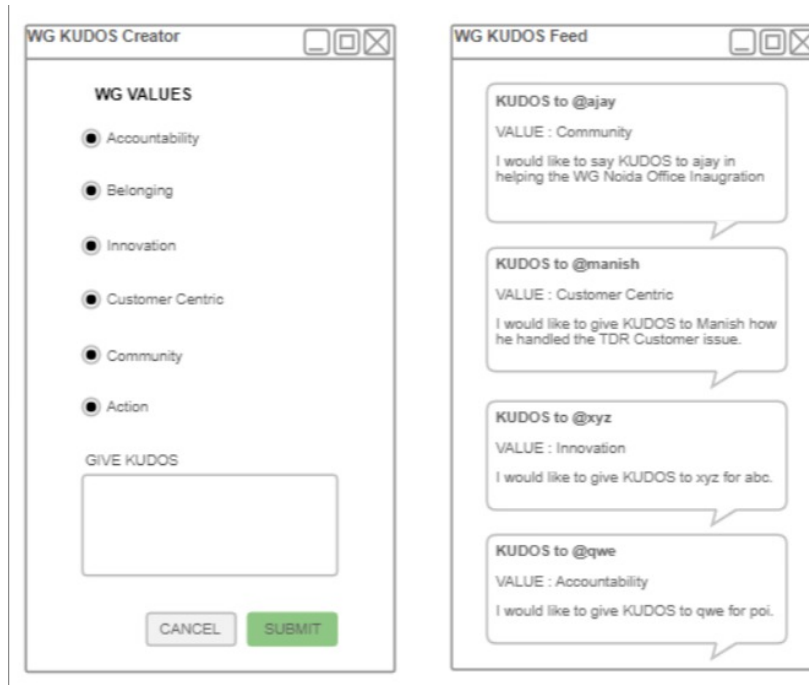 WG KUDOS Creator
WG VALUES
Accountability
Belonging
Innovation
Customer Centric
Community
Action
GIVE KUDOS
CANCEL
SUBMIT
WG KUDOS Feed
KUDOS to @ajay
VALUE : Community
I would like to say KUDOS to ajay in
helping the WG Noida Office Inaugration
KUDOS to @manish
VALUE : Customer Centric
I would like to give KUDOS to Manish how
he handled the TDR Customer issue.
KUDOS to @xyz
VALUE : Innovation
I would like to give KUDOS to xyz for abc.
KUDOS to @qwe
VALUE : Accountability
I would like to give KUDOS to qwe for poi.